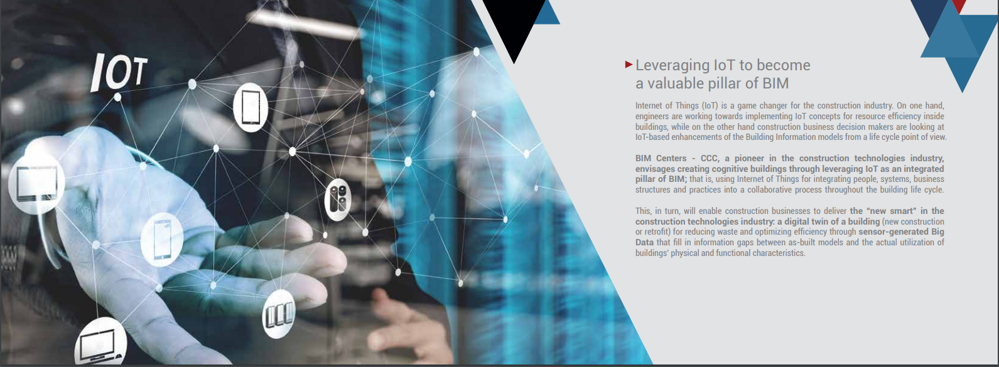 IOT
Leveraging IoT to become
a valuable pillar of BIM
Internet of Things (IoT) is a game changer for the construction industry. On one hand,
engineers are working towards implementing IoT concepts for resource efficiency inside
buildings, while on the other hand construction business decision makers are looking at
IoT-based enhancements of the Building Information models from a life cycle point of view.
BIM Centers - CCC, a pioneer in the construction technologies industry,
envisages creating cognitive buildings through leveraging IoT as an integrated
pillar of BIM; that is, using Internet of Things for integrating people, systems, business
structures and practices into a collaborative process throughout the building life cycle.
This, in turn, will enable construction businesses to deliver the “new smart” in the
construction technologies industry: a digital twin of a building (new construction
or retrofit) for reducing waste and optimizing efficiency through sensor-generated Big
Data that fill in information gaps between as-built models and the actual utilization of
buildings’ physical and functional characteristics.